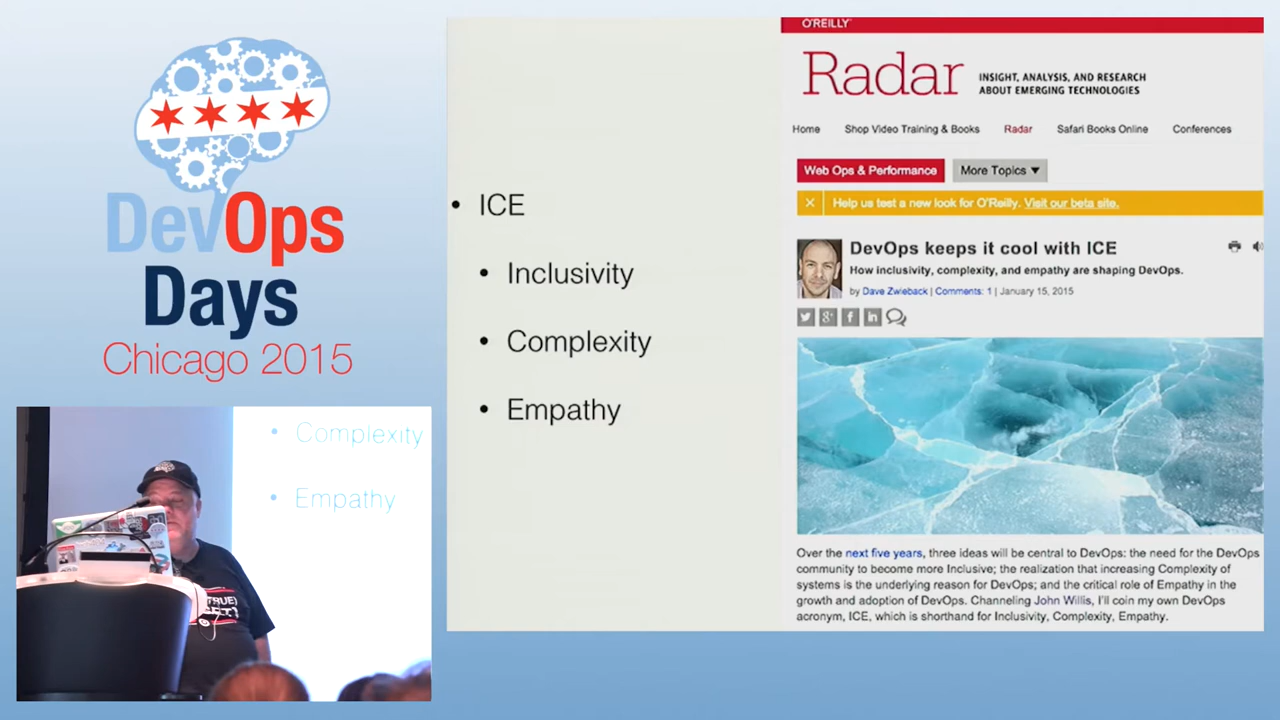 DevOps
Days
Chicago 2015
• Complexity
• Empathy
• ICE
• Inclusivity
• Complexity
• Empathy
O'REILLY
Radar
INSIGHT, ANALYSIS, AND RESEARCH
ABOUT EMERGING TECHNOLOGIES
Home Shop Video Training & Books Radar Safari Books Online Conferences
Web Ops & Performance More Topics ▼
× Help us test a new look for O'Reilly. Visit our beta site.
DevOps keeps it cool with ICE
How inclusivity, complexity, and empathy are shaping DevOps.
by Dave Zwieback | Comments: 1 | January 15, 2015
Over the next five years, three ideas will be central to DevOps: the need for the DevOps
community to become more Inclusive; the realization that increasing Complexity of
systems is the underlying reason for DevOps; and the critical role of Empathy in the
growth and adoption of DevOps. Channeling John Willis, I'll coin my own DevOps
acronym, ICE, which is shorthand for Inclusivity, Complexity, Empathy.